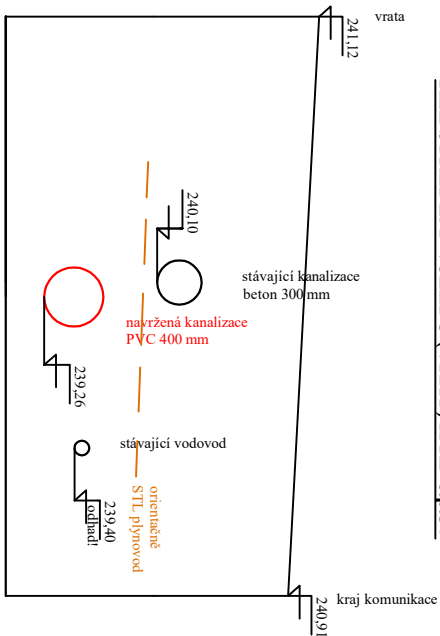 vrata
241,12
240,10
stávající kanalizace
beton 300 mm
navržená kanalizace
PVC 400 mm
239,26
stávající vodovod
239,40
odhad!
orientačně
STL plynovod
kraj komunikace
240,91